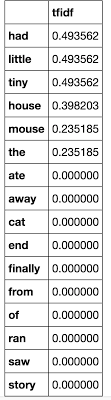 tfidf
had 0.493562
little 0.493562
tiny 0.493562
house 0.398203
mouse 0.235185
the 0.235185
ate 0.000000
away 0.000000
cat 0.000000
end 0.000000
finally 0.000000
from 0.000000
of 0.000000
ran 0.000000
saw 0.000000
story 0.000000